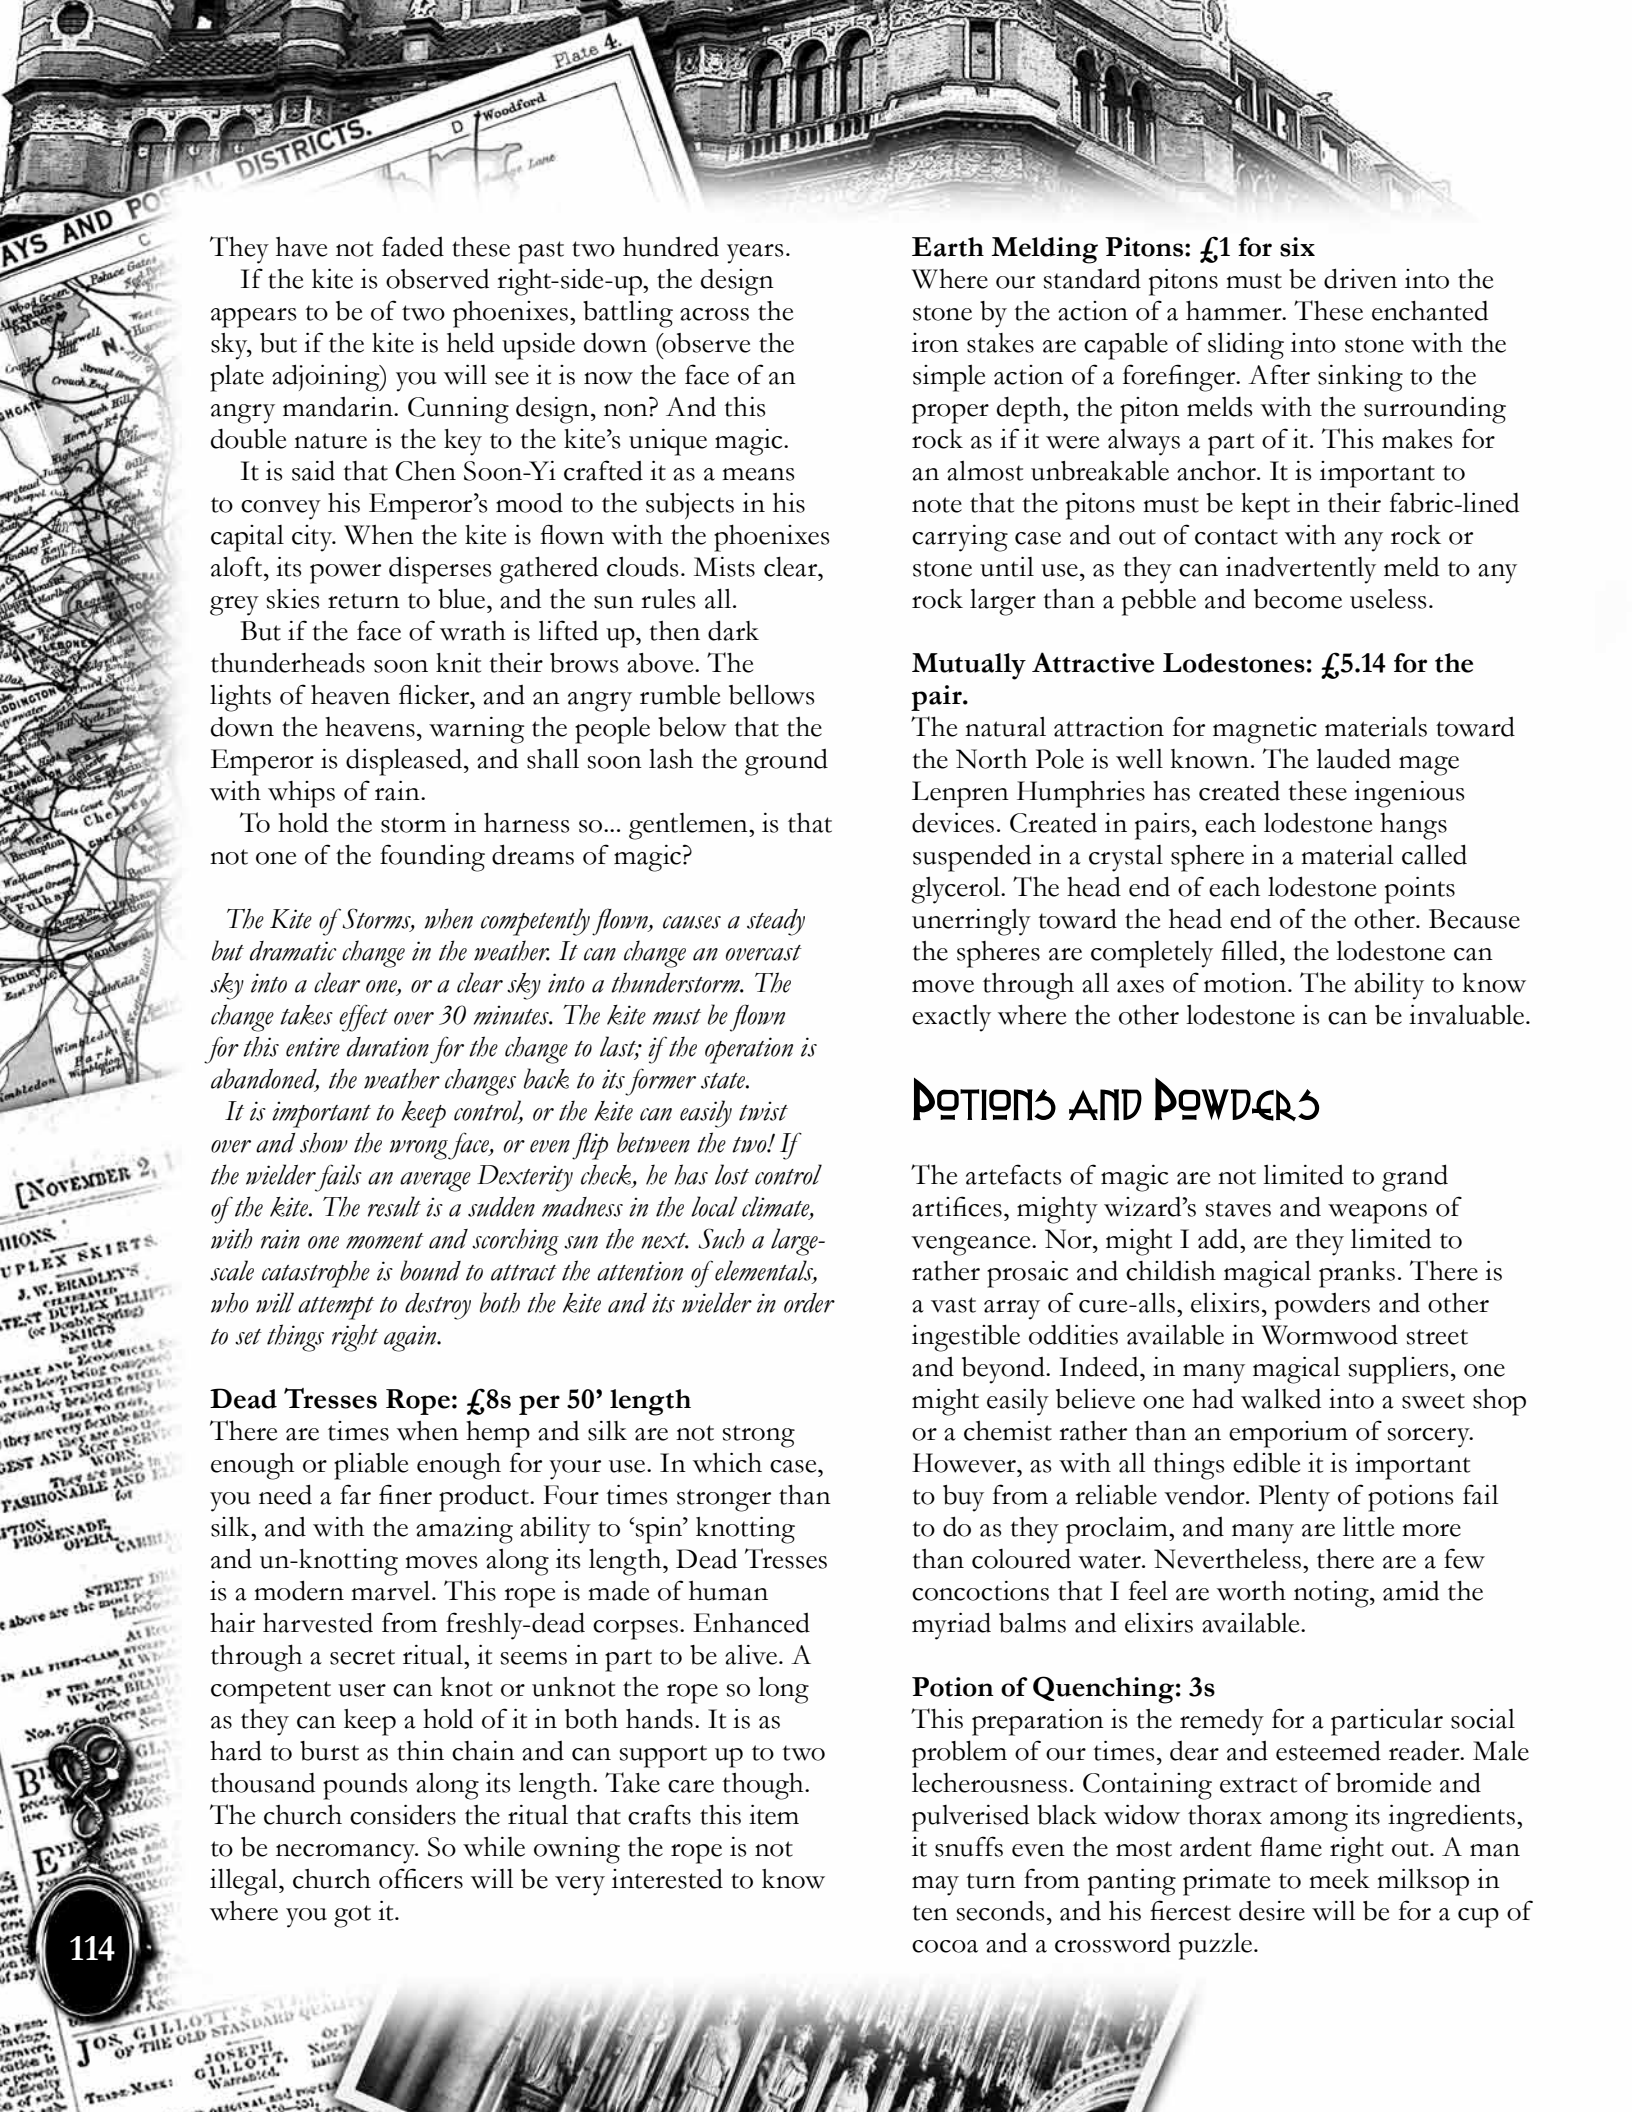 Plate 4.
D
Woodford
DISTRICTS.
AYS AND PO
C
They have not faded these past two hundred years.
If the kite is observed right-side-up, the design
appears to be of two phoenixes, battling across the
sky, but if the kite is held upside down (observe the
plate adjoining) you will see it is now the face of an
angry mandarin. Cunning design, non? And this
double nature is the key to the kite’s unique magic.
It is said that Chen Soon-Yi crafted it as a means
to convey his Emperor’s mood to the subjects in his
capital city. When the kite is flown with the phoenixes
aloft, its power disperses gathered clouds. Mists clear,
grey skies return to blue, and the sun rules all.
But if the face of wrath is lifted up, then dark
thunderheads soon knit their brows above. The
lights of heaven flicker, and an angry rumble bellows
down the heavens, warning the people below that the
Emperor is displeased, and shall soon lash the ground
with whips of rain.
To hold the storm in harness so... gentlemen, is that
not one of the founding dreams of magic?
The Kite of Storms, when competently flown, causes a steady
but dramatic change in the weather. It can change an overcast
sky into a clear one, or a clear sky into a thunderstorm. The
change takes effect over 30 minutes. The kite must be flown
for this entire duration for the change to last; if the operation is
abandoned, the weather changes back to its former state.
It is important to keep control, or the kite can easily twist
over and show the wrong face, or even flip between the two! If
the wielder fails an average Dexterity check, he has lost control
of the kite. The result is a sudden madness in the local climate,
with rain one moment and scorching sun the next. Such a large-
scale catastrophe is bound to attract the attention of elementals,
who will attempt to destroy both the kite and its wielder in order
to set things right again.
Dead Tresses Rope: £8s per 50’ length
There are times when hemp and silk are not strong
enough or pliable enough for your use. In which case,
you need a far finer product. Four times stronger than
silk, and with the amazing ability to ‘spin’ knotting
and un-knotting moves along its length, Dead Tresses
is a modern marvel. This rope is made of human
hair harvested from freshly-dead corpses. Enhanced
through a secret ritual, it seems in part to be alive. A
competent user can knot or unknot the rope so long
as they can keep a hold of it in both hands. It is as
hard to burst as thin chain and can support up to two
thousand pounds along its length. Take care though.
The church considers the ritual that crafts this item
to be necromancy. So while owning the rope is not
illegal, church officers will be very interested to know
where you got it.
Earth Melding Pitons: £1 for six
Where our standard pitons must be driven into the
stone by the action of a hammer. These enchanted
iron stakes are capable of sliding into stone with the
simple action of a forefinger. After sinking to the
proper depth, the piton melds with the surrounding
rock as if it were always a part of it. This makes for
an almost unbreakable anchor. It is important to
note that the pitons must be kept in their fabric-lined
carrying case and out of contact with any rock or
stone until use, as they can inadvertently meld to any
rock larger than a pebble and become useless.
Mutually Attractive Lodestones: £5.14 for the
pair.
The natural attraction for magnetic materials toward
the North Pole is well known. The lauded mage
Lenpren Humphries has created these ingenious
devices. Created in pairs, each lodestone hangs
suspended in a crystal sphere in a material called
glycerol. The head end of each lodestone points
unerringly toward the head end of the other. Because
the spheres are completely filled, the lodestone can
move through all axes of motion. The ability to know
exactly where the other lodestone is can be invaluable.
Potions and Powders
The artefacts of magic are not limited to grand
artifices, mighty wizard’s staves and weapons of
vengeance. Nor, might I add, are they limited to
rather prosaic and childish magical pranks. There is
a vast array of cure-alls, elixirs, powders and other
ingestible oddities available in Wormwood street
and beyond. Indeed, in many magical suppliers, one
might easily believe one had walked into a sweet shop
or a chemist rather than an emporium of sorcery.
However, as with all things edible it is important
to buy from a reliable vendor. Plenty of potions fail
to do as they proclaim, and many are little more
than coloured water. Nevertheless, there are a few
concoctions that I feel are worth noting, amid the
myriad balms and elixirs available.
Potion of Quenching: 3s
This preparation is the remedy for a particular social
problem of our times, dear and esteemed reader. Male
lecherousness. Containing extract of bromide and
pulverised black widow thorax among its ingredients,
it snuffs even the most ardent flame right out. A man
may turn from panting primate to meek milksop in
ten seconds, and his fiercest desire will be for a cup of
cocoa and a crossword puzzle.
[NOVEMBER 2,
UPLEX SKIRTS
J. W. BRADLEY'S
SKIRTS
FASHIONABLE AND
PROMENADE,
OPERA,
114
JOS. GILLOTT'S
OF THE OLD STANDARD QUALITY
JOSEPH
GILLOTT,
Warranted.
TRADE MARK: